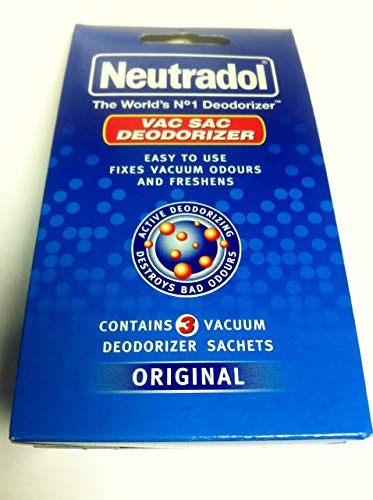 Neutradol®
The World's Nº1 Deodorizer™
VAC SAC
DEODORIZER
EASY TO USE
FIXES VACUUM ODOURS
AND FRESHENS
ACTIVE DEODORIZING
DESTROYS BAD ODOURS
CONTAINS 3 VACUUM
DEODORIZER SACHETS
ORIGINAL